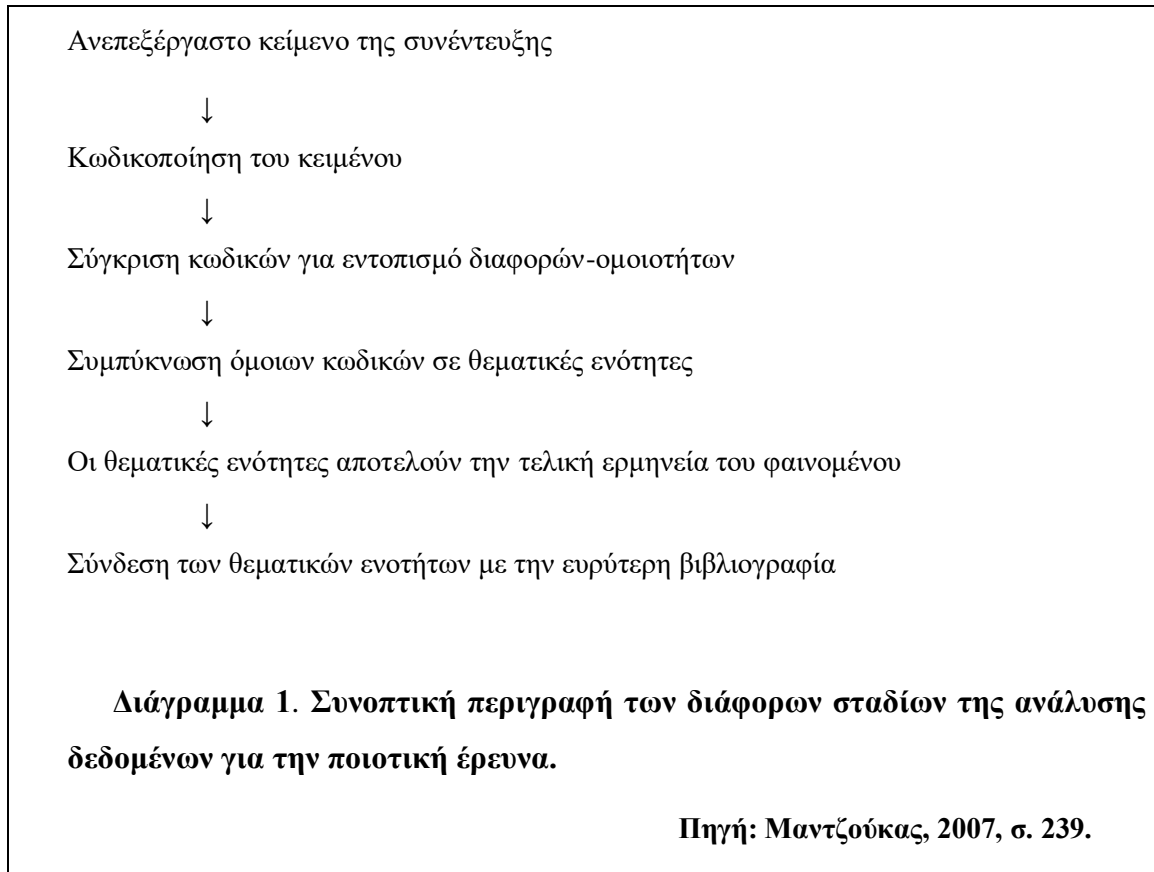 Ανεπεξέργαστο κείμενο της συνέντευξης
↓
Κωδικοποίηση του κειμένου
↓
Σύγκριση κωδικών για εντοπισμό διαφορών-ομοιοτήτων
↓
Συμπύκνωση όμοιων κωδικών σε θεματικές ενότητες
↓
Οι θεματικές ενότητες αποτελούν την τελική ερμηνεία του φαινομένου
↓
Σύνδεση των θεματικών ενοτήτων με την ευρύτερη βιβλιογραφία
Διάγραμμα 1. Συνοπτική περιγραφή των διάφορων σταδίων της ανάλυσης
δεδομένων για την ποιοτική έρευνα.
Πηγή: Μαντζούκας, 2007, σ. 239.